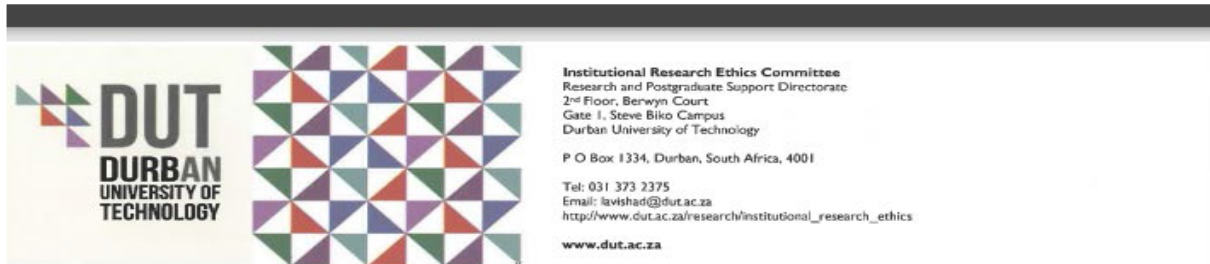 DUT
DURBAN
UNIVERSITY OF
TECHNOLOGY
Institutional Research Ethics Committee
Research and Postgraduate Support Directorate
2nd Floor, Berwyn Court
Gate 1, Steve Biko Campus
Durban University of Technology
P O Box 1334, Durban, South Africa, 4001
Tel: 031 373 2375
Email: lavishad@dut.ac.za
http://www.dut.ac.za/research/institutional_research_ethics
www.dut.ac.za